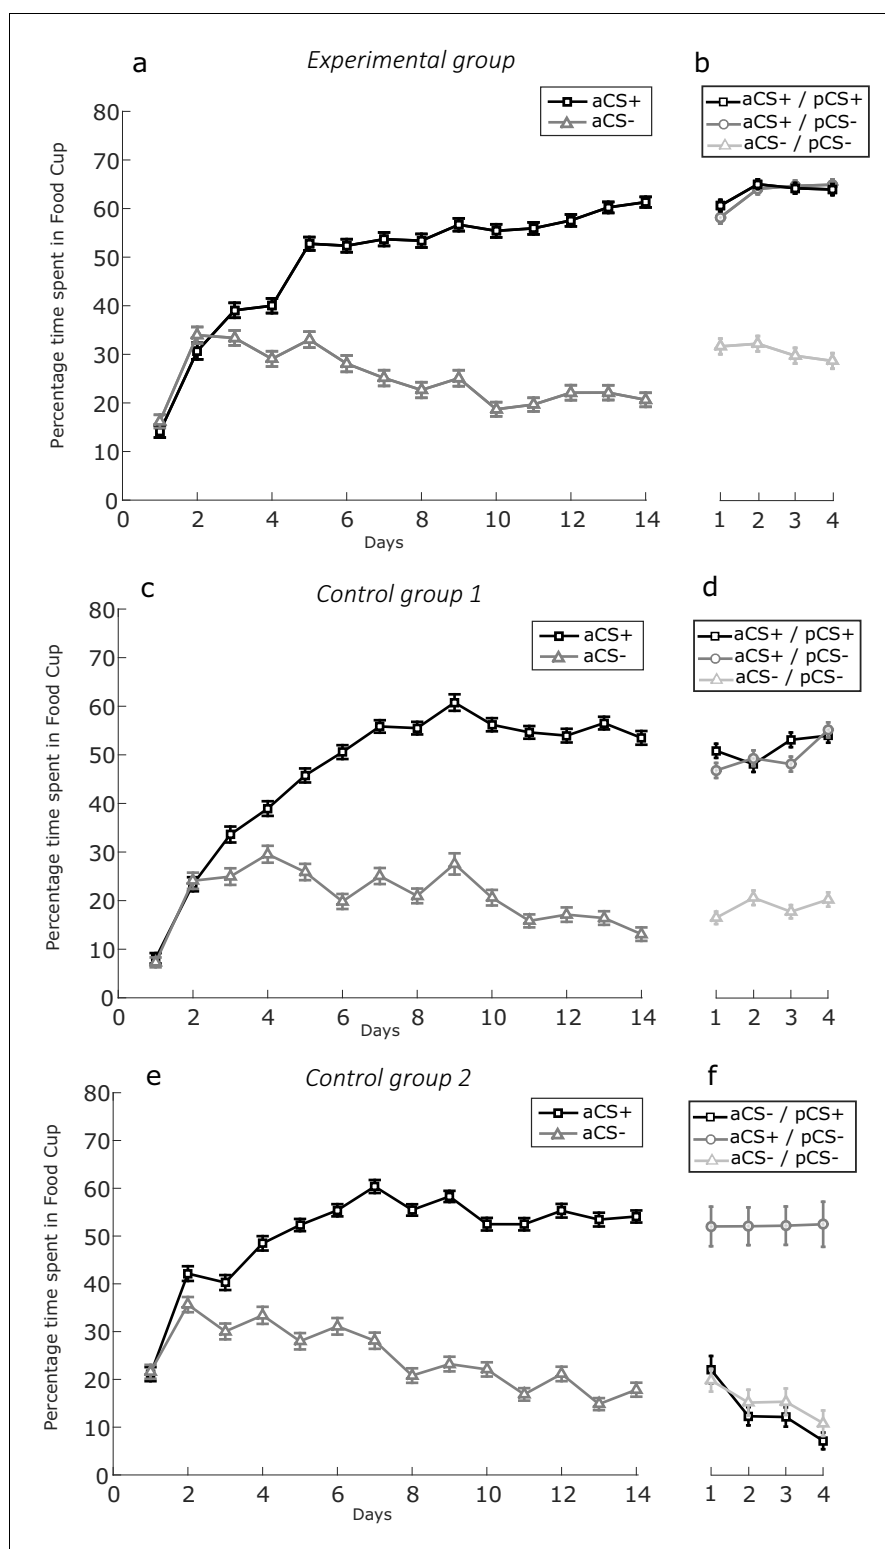 a
Experimental group
b
aCS+
aCS-
aCS+ / pCS+
aCS+ / pCS-
aCS- / pCS-
Percentage time spent in Food Cup
80
70
60
50
40
30
20
10
0
0 2 4 6 8 10 12 14
Days
1 2 3 4
c
Control group 1
d
aCS+
aCS-
aCS+ / pCS+
aCS+ / pCS-
aCS- / pCS-
Percentage time spent in Food Cup
80
70
60
50
40
30
20
10
0
0 2 4 6 8 10 12 14
Days
1 2 3 4
e
Control group 2
f
aCS+
aCS-
aCS- / pCS+
aCS+ / pCS-
aCS- / pCS-
Percentage time spent in Food Cup
80
70
60
50
40
30
20
10
0
0 2 4 6 8 10 12 14
Days
1 2 3 4